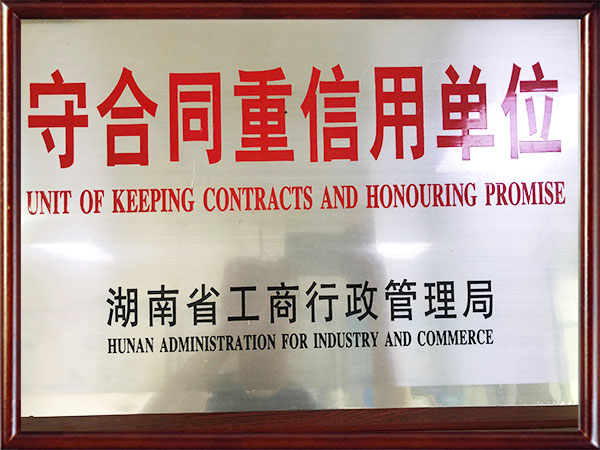 守合同重信用单位
UNIT OF KEEPING CONTRACTS AND HONOURING PROMISE
湖南省工商行政管理局
HUNAN ADMINISTRATION FOR INDUSTRY AND COMMERCE